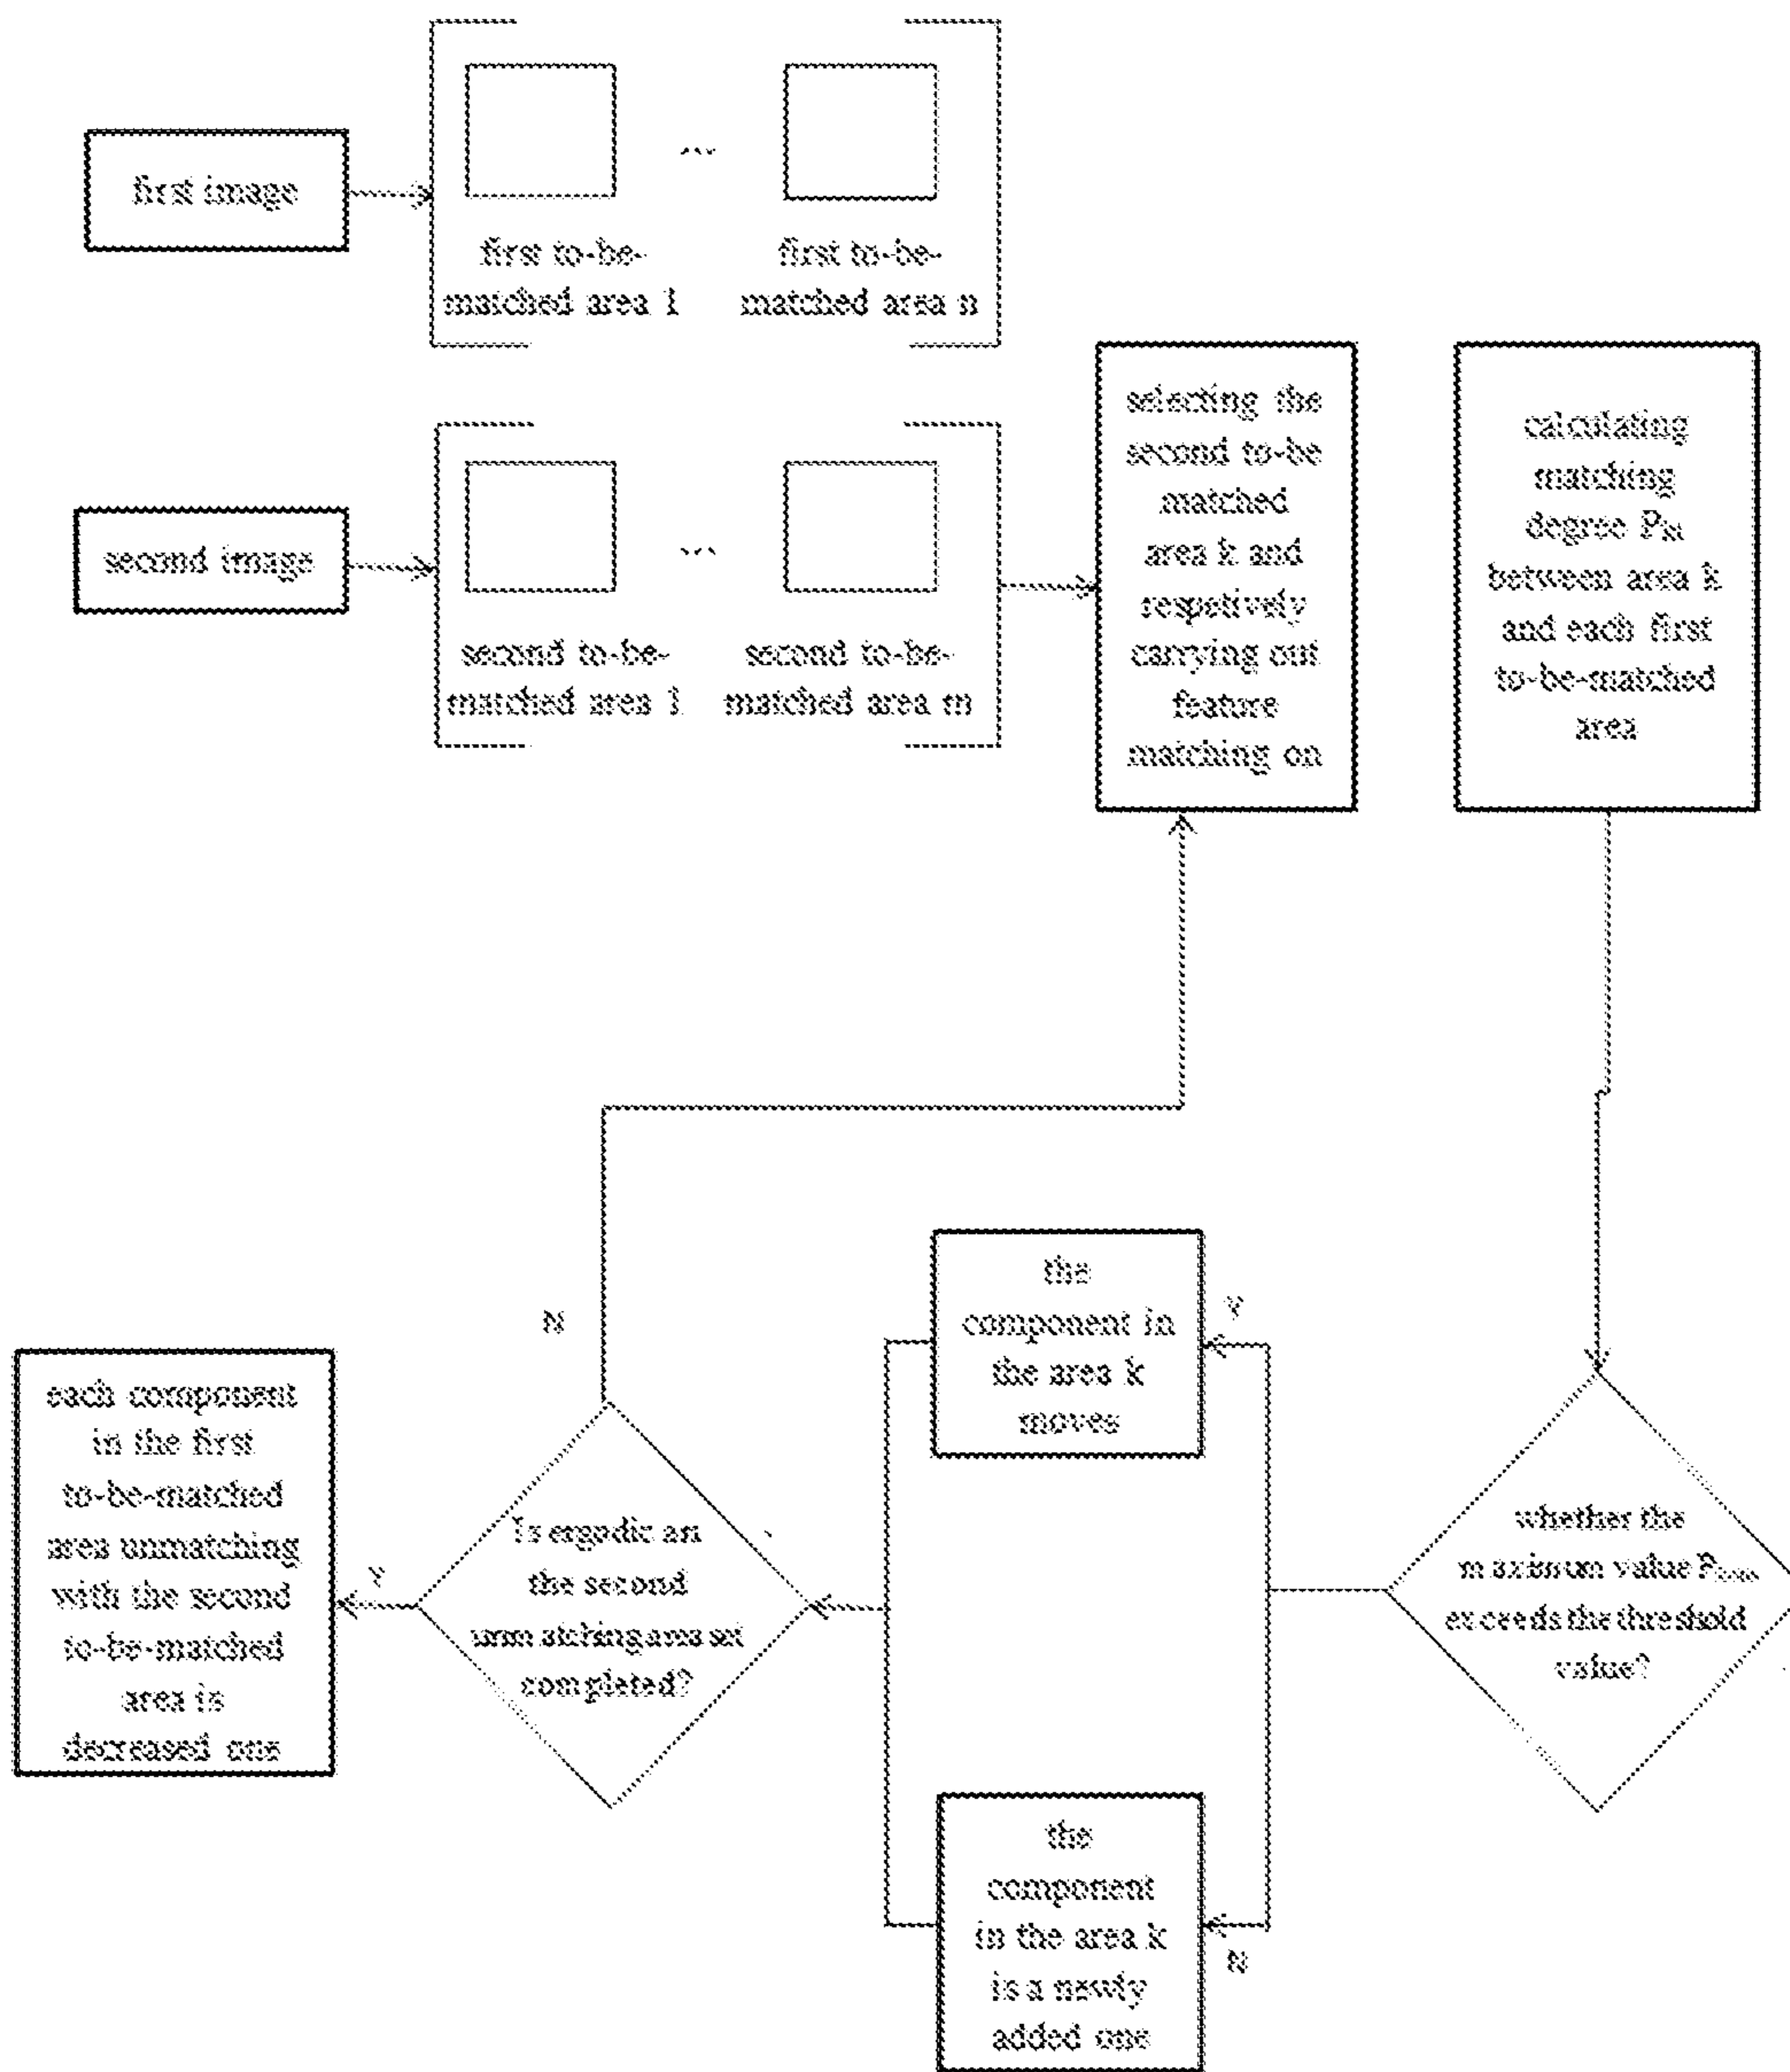 first image
...
first to-be-
matched area 1
first to-be-
matched area n
second image
...
second to-be-
matched area 1
second to-be-
matched area m
selecting the
second to-be
matched
area k and
respetively
carrying out
feature
matching on
calculating
matching
degree
between area k
and each first
to-be-matched
area
whether the
maximum value
exceeds the threshold
value?
Y
the
component in
the area k
moves
N
the
component
in the area k
is a newly
added one
Is ergodic an
the second
unmatching area set
completed?
N
Y
each component
in the first
to-be-matched
area unmatching
with the second
to-be-matched
area is
decreased one